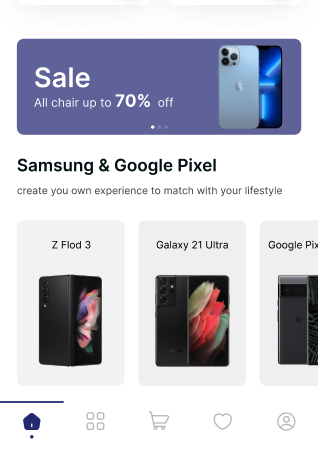 Sale
All chair up to 70% off
Samsung & Google Pixel
create you own experience to match with your lifestyle
Z Flod 3
Galaxy 21 Ultra
Google Pix